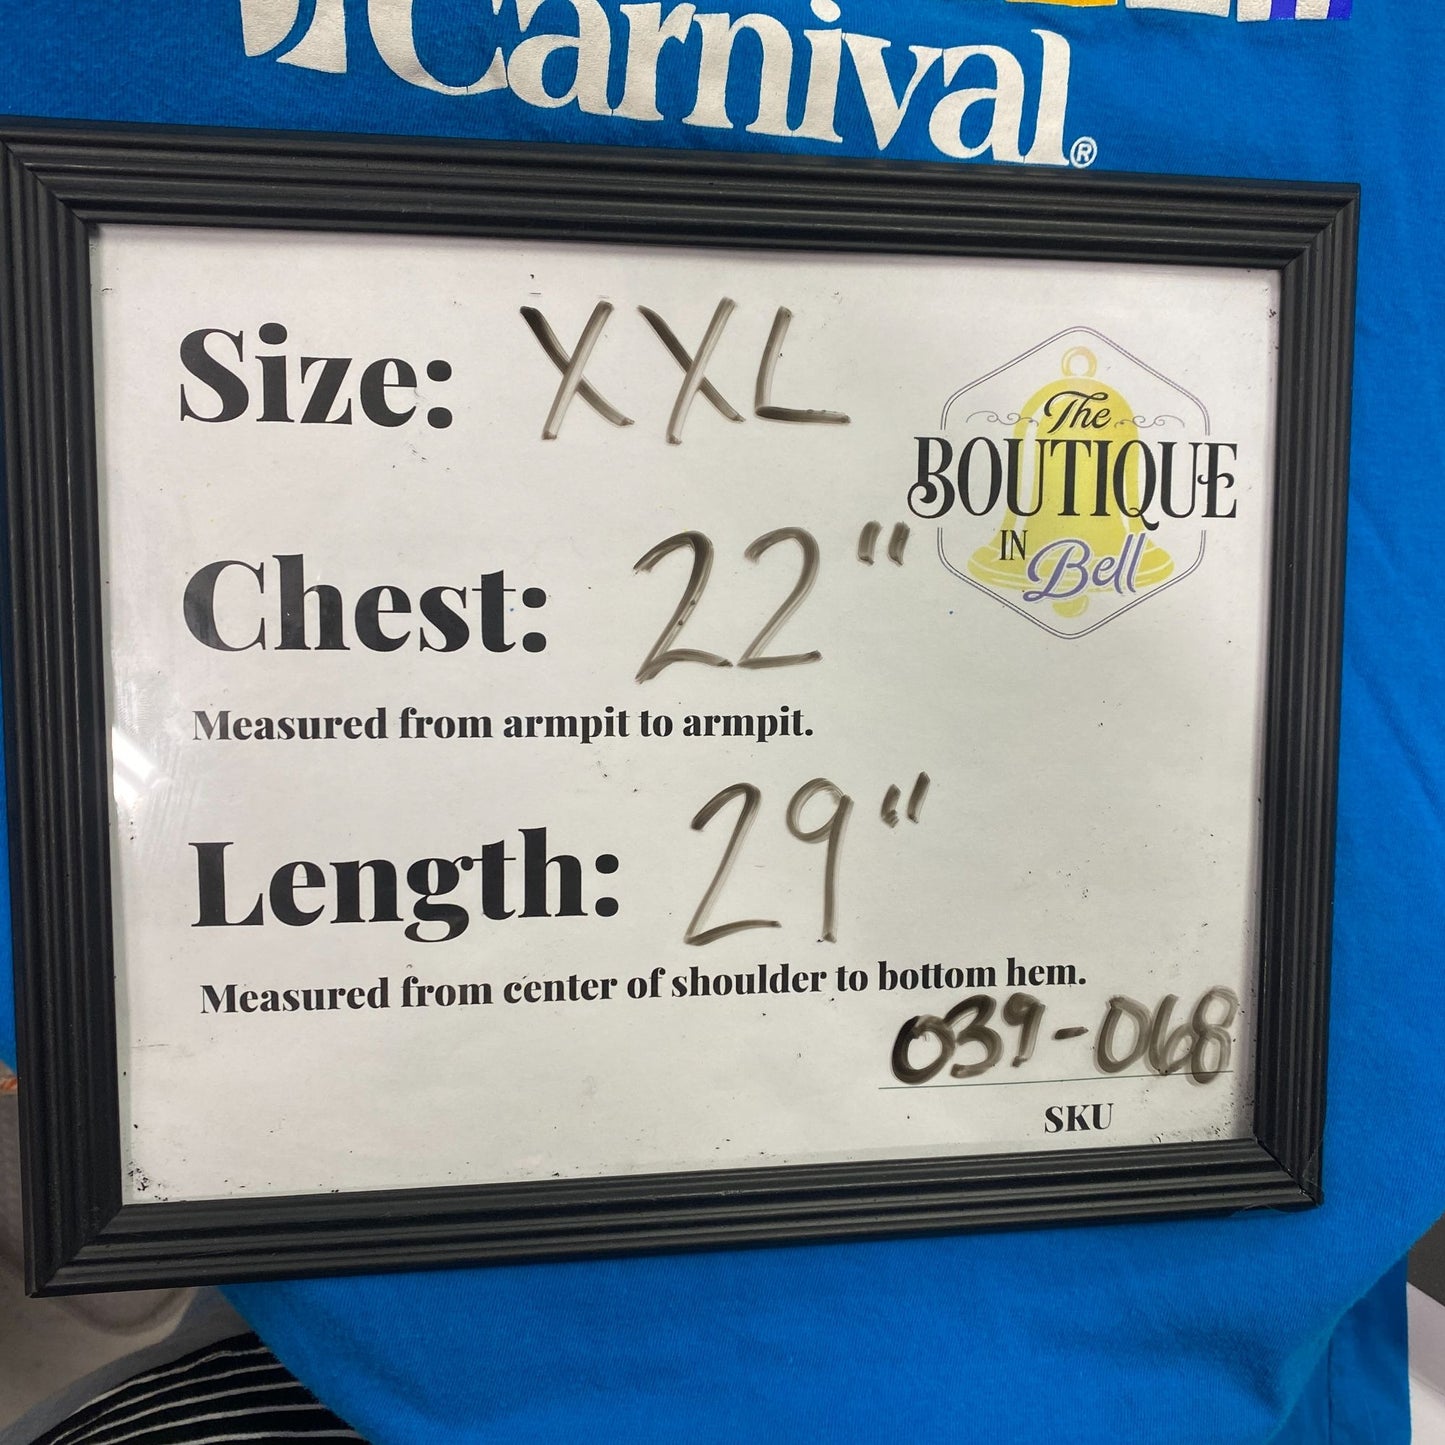 Carnival®
Size: XXL
The
BOUTIQUE
IN Bell
Chest: 22"
Measured from armpit to armpit.
Length: 29"
Measured from center of shoulder to bottom hem.
039-068
SKU